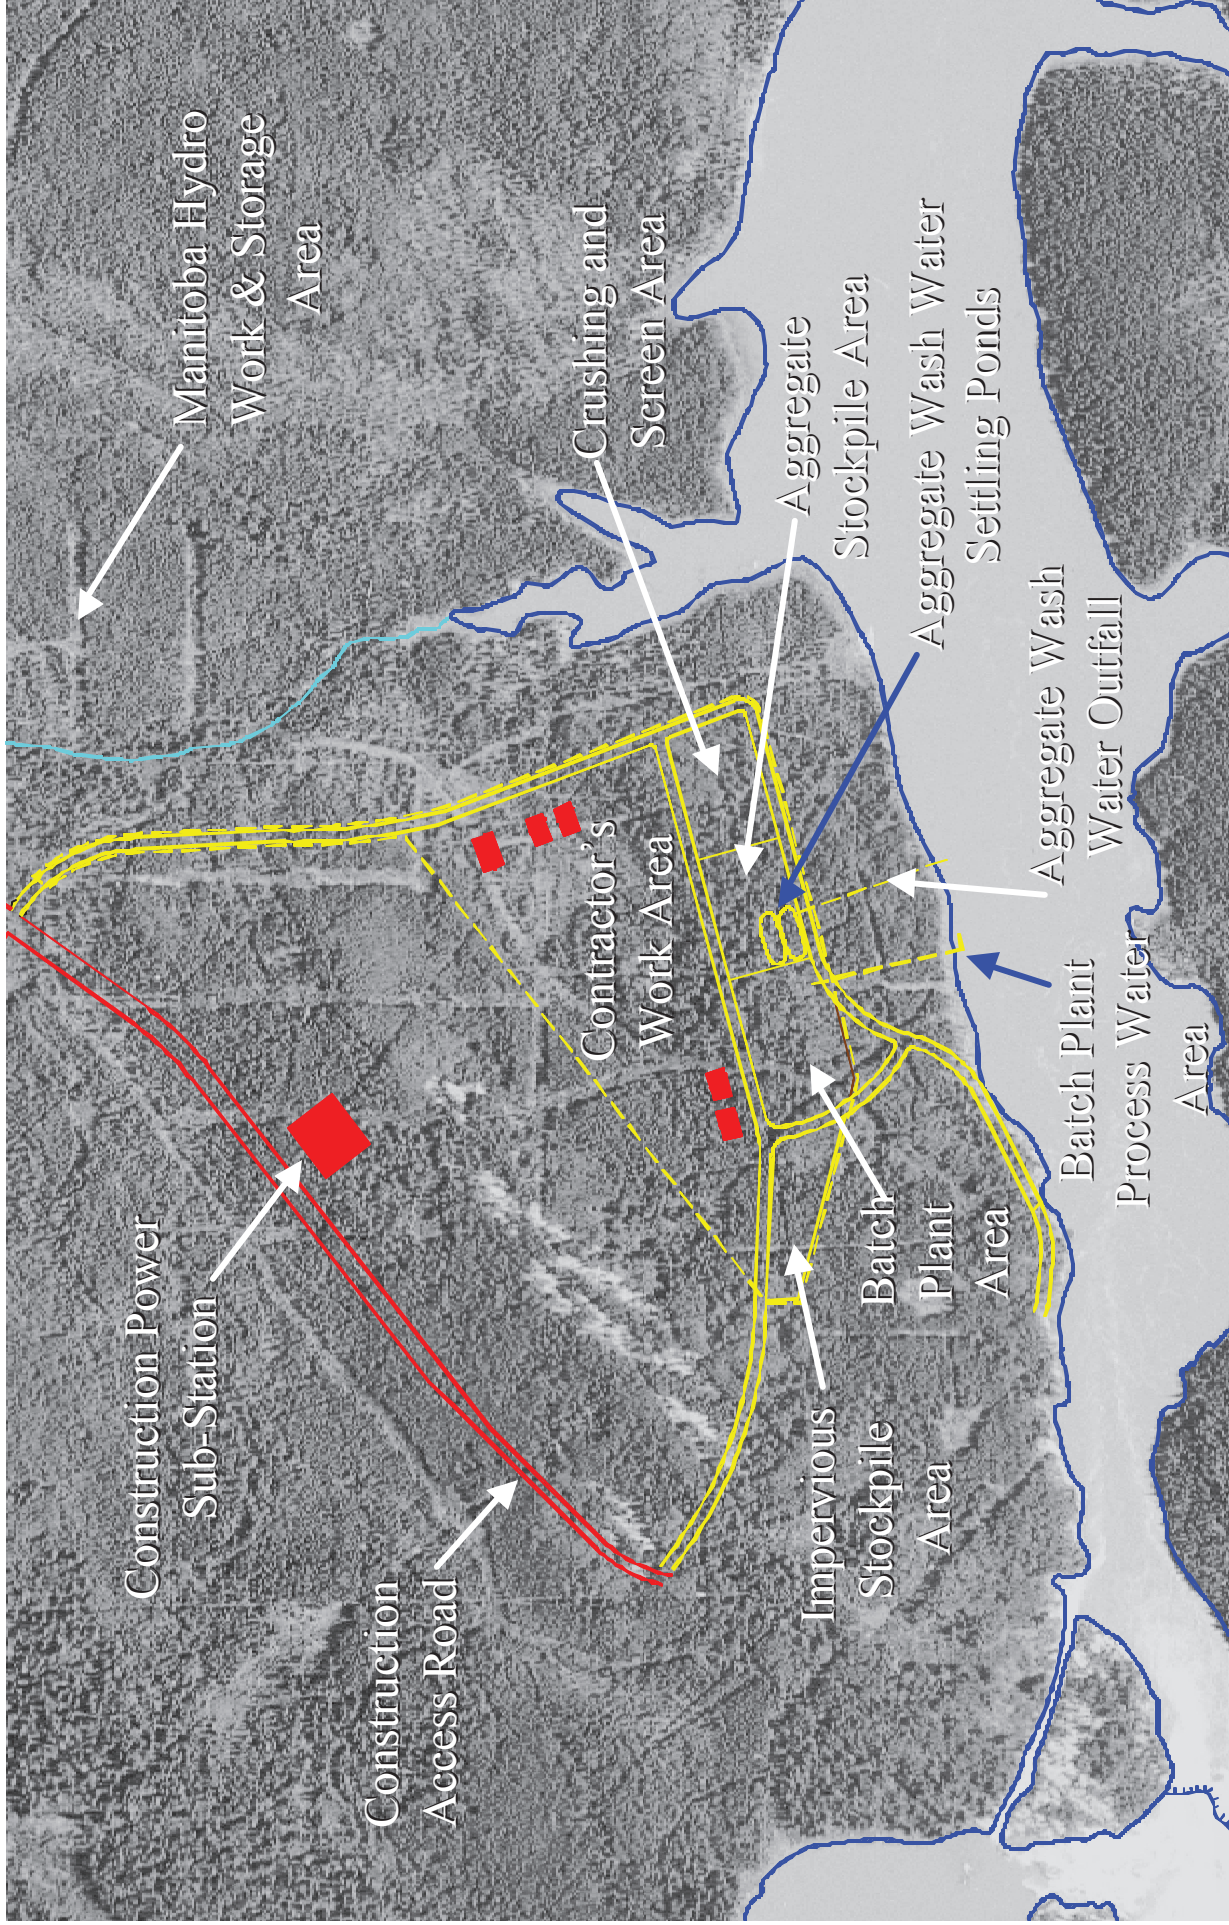 Manitoba Hydro
Work & Storage
Area
Construction Power
Sub-Station
Construction
Access Road
Crushing and
Screen Area
Contractor's
Work Area
Aggregate
Stockpile Area
Aggregate Wash Water
Settling Ponds
Impervious
Stockpile
Area
Batch
Plant
Area
Aggregate Wash
Water Outfall
Batch Plant
Process Water
Area